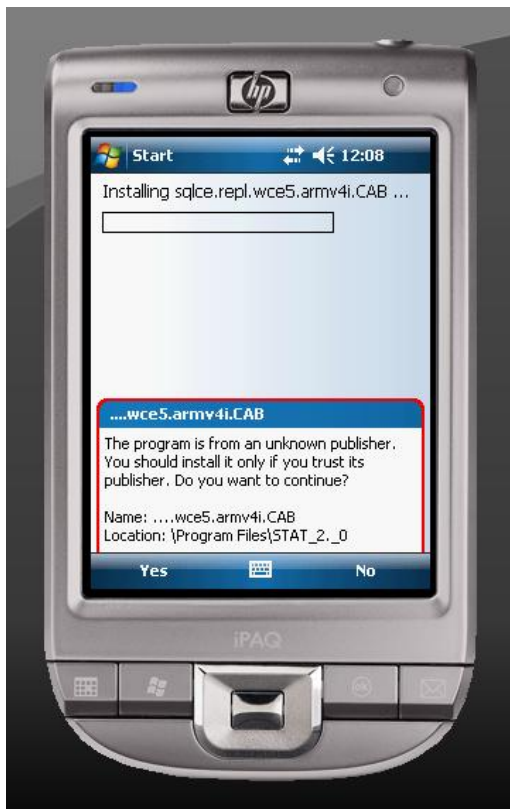 hp
Start 12:08
Installing sqlce.repl.wce5.armv4i.CAB ...
....wce5.armv4i.CAB
The program is from an unknown publisher.
You should install it only if you trust its
publisher. Do you want to continue?
Name: ....wce5.armv4i.CAB
Location: \Program Files\STAT_2._0
Yes No
iPAQ
ok